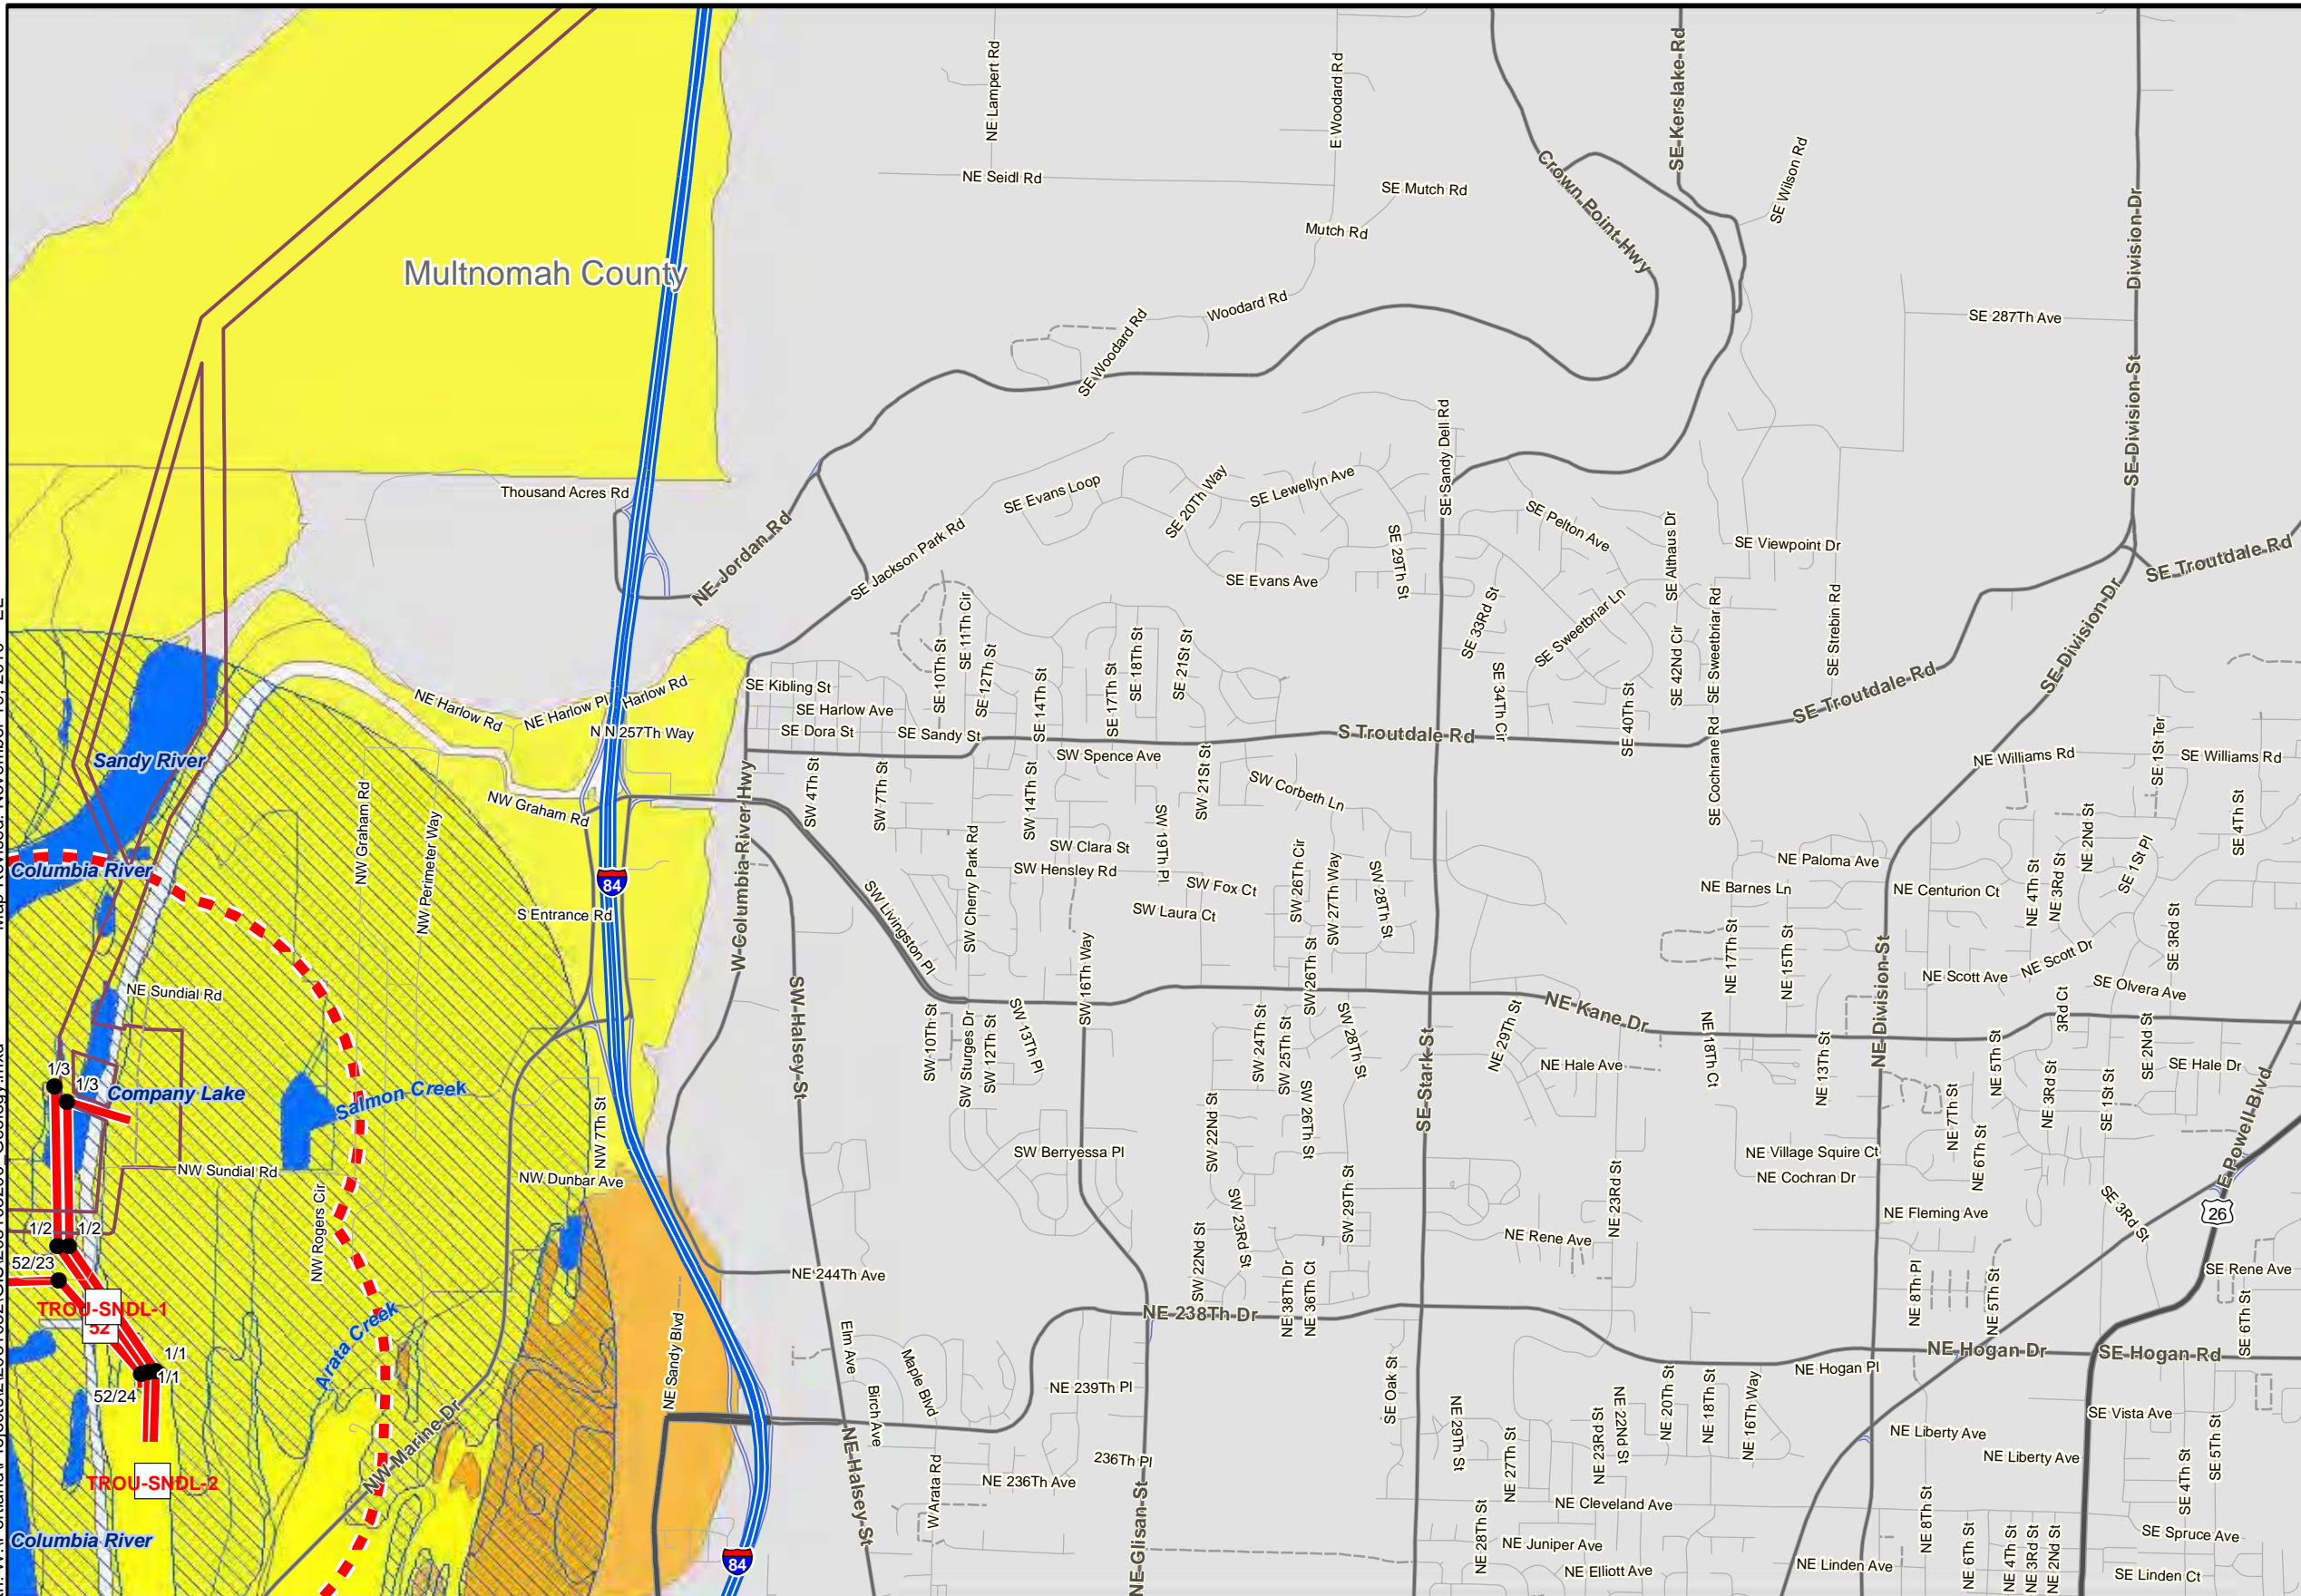 NE Lampert Rd
E Woodard Rd
SE Kerslake Rd
Division Dr
NE Seidl Rd
SE Mutch Rd
Mutch Rd
Crown Point Hwy
SE Wilson Rd
Multnomah County
Woodard Rd
SE Woodard Rd
SE 287Th Ave
SE Division St
Thousand Acres Rd
NE Jordan Rd
SE Jackson Park Rd
SE Evans Loop
SE 20Th Way
SE Lewellyn Ave
SE Sandy Dell Rd
SE Evans Ave
SE 29Th St
SE Pelton Ave
SE Althaus Dr
SE Viewpoint Dr
SE Troutdale Rd
SE Division Dr
SE 10Th St
SE 11Th Cir
SE 12Th St
SE 14Th St
SE 17Th St
SE 18Th St
SE 21St St
SE 33Rd St
SE Sweetbriar Ln
SE 34Th Cir
SE 40Th St
SE 42Nd Cir
SE Sweetbriar Rd
SE Strebin Rd
SE Troutdale Rd
SE Cochrane Rd
NE Harlow Rd
NE Harlow Pl
Harlow Rd
N N 257Th Way
SE Kibling St
SE Harlow Ave
SE Dora St
SE Sandy St
S Troutdale Rd
SW Spence Ave
Sandy River
NW Graham Rd
NW Perimeter Way
NW Graham Rd
W Columbia River Hwy
SW 4Th St
SW 7Th St
SW 14Th St
SW 19Th Pl
SW 21St St
SW Corbeth Ln
NE Williams Rd
SE 1St Ter
SE Williams Rd
SE 4Th St
SW Clara St
SW Hensley Rd
SW Fox Ct
SW Laura Ct
SW 26Th Cir
SW 27Th Way
SW 28Th St
NE Paloma Ave
NE Barnes Ln
NE Centurion Ct
NE 4Th St
NE 3Rd St
NE 2Nd St
SE 1St Pl
SE 3Rd St
Columbia River
84
S Entrance Rd
SW Livingston Pl
SW Cherry Park Rd
SW 16Th Way
SW 26Th St
NE 17Th St
NE 15Th St
NE Scott Ave
NE Scott Dr
SE Olvera Ave
NE Sundial Rd
SW Halsey St
SW 10Th St
SW Sturges Dr
SW 12Th St
SW 13Th Pl
SW 24Th St
SW 25Th St
SW 28Th St
SE Stark St
NE 29Th St
NE Kane Dr
NE Hale Ave
NE 19Th Ct
NE 13Th St
NE Division St
NE 5Th St
3Rd Ct
SE 2Nd St
SE Hale Dr
1/3
1/3
Company Lake
Salmon Creek
NW 7Th St
SW Berryessa Pl
SW 22Nd St
SW 26Th St
NE 7Th St
NE 6Th St
NE 3Rd St
SE 1St St
E Powell Blvd
NW Sundial Rd
NW Dunbar Ave
NE Village Squire Ct
NE Cochran Dr
NW Rogers Cir
SW 22Nd St
SW 23Rd St
SW 29Th St
NE 23Rd St
NE Rene Ave
NE Fleming Ave
SE 3Rd St
26
1/2
1/2
52/23
NE 244Th Ave
NE 38Th Dr
NE 36Th Ct
NE 8Th Pl
NE 5Th St
SE Rene Ave
SE 6Th St
TROU-SNDL-1
52
Arata Creek
NE Sandy Blvd
NE 238Th Dr
NE Hogan Pl
NE Hogan Dr
SE Hogan Rd
1/1
1/1
52/24
Elm Ave
Maple Blvd
Birch Ave
NE 239Th Pl
SE Oak St
NE 29Th St
NE 27Th St
NE 23Rd St
NE 22Nd St
NE 20Th St
NE 18Th St
NE 16Th Way
SE Vista Ave
NE Liberty Ave
NE Liberty Ave
SE 4Th St
SE 5Th St
TROU-SNDL-2
NW Marine Dr
NE Halsey St
W Arata Rd
NE 236Th Ave
236Th Pl
NE Glisan St
NE 28Th St
NE Cleveland Ave
NE Juniper Ave
NE Elliott Ave
NE 8Th St
NE 6Th St
NE 4Th St
NE 3Rd St
NE 2Nd St
SE Spruce Ave
NE Linden Ave
SE Linden Ct
Columbia River
84